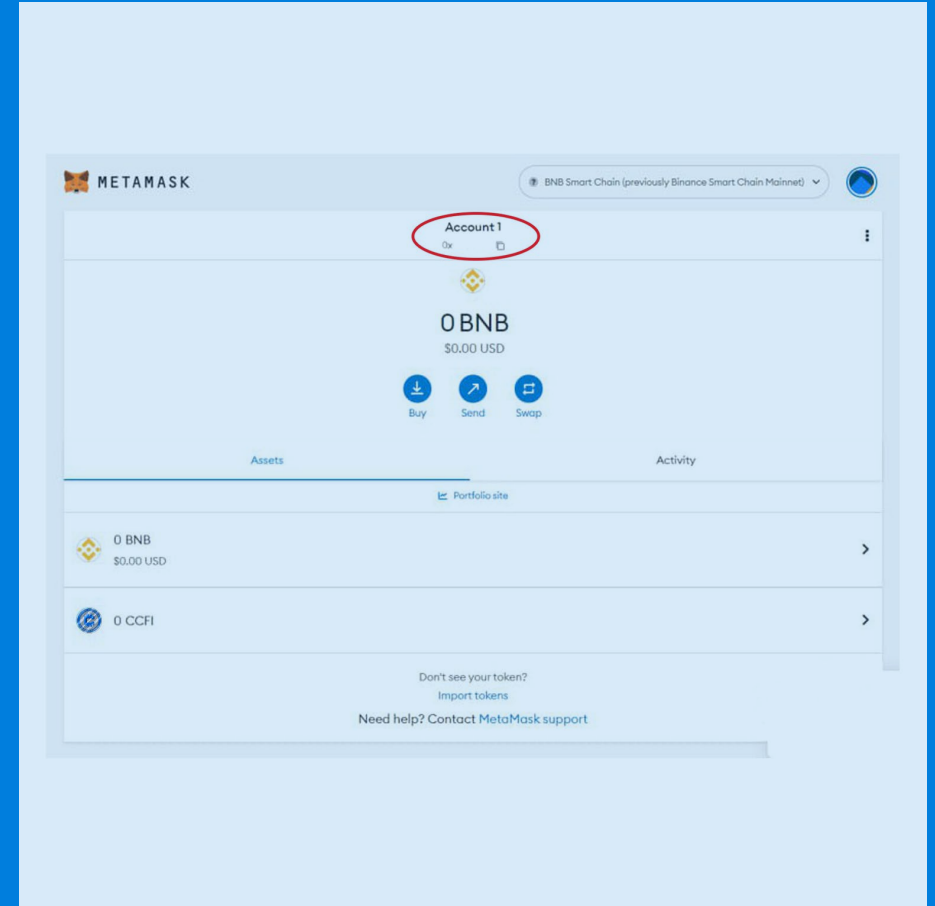 METAMASK
BNB Smart Chain (previously Binance Smart Chain Mainnet)
Account 1
0x
0 BNB
$0.00 USD
Buy Send Swap
Assets Activity
Portfolio site
0 BNB
$0.00 USD
0 CCFI
Don't see your token?
Import tokens
Need help? Contact MetaMask support